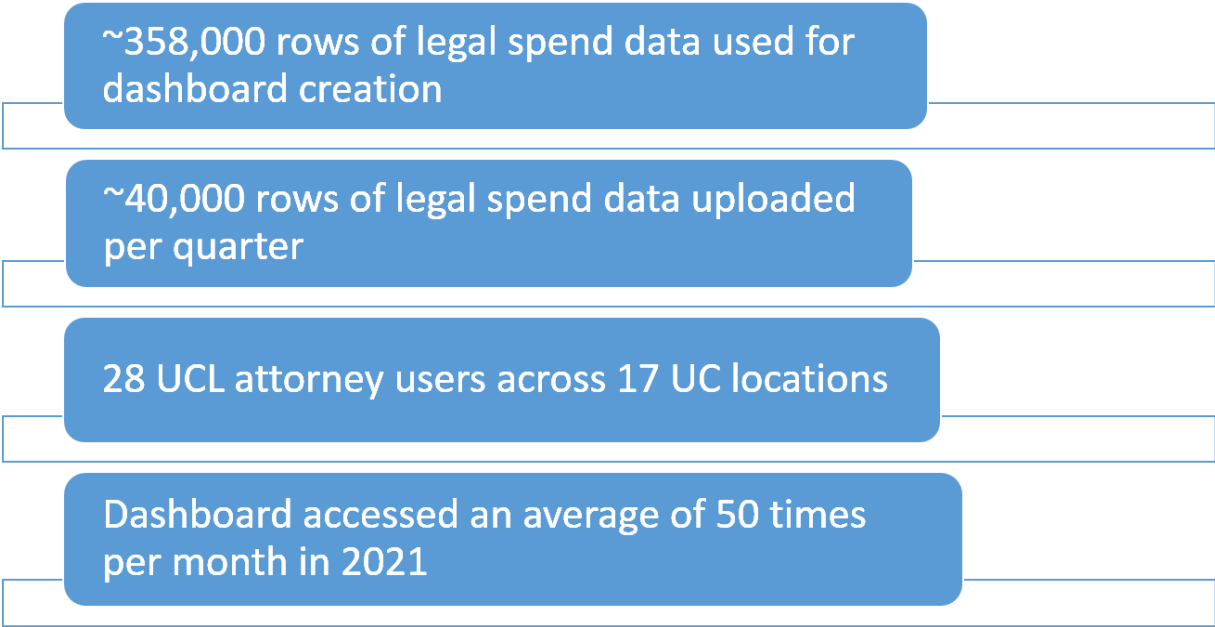 ~358,000 rows of legal spend data used for
dashboard creation
~40,000 rows of legal spend data uploaded
per quarter
28 UCL attorney users across 17 UC locations
Dashboard accessed an average of 50 times
per month in 2021